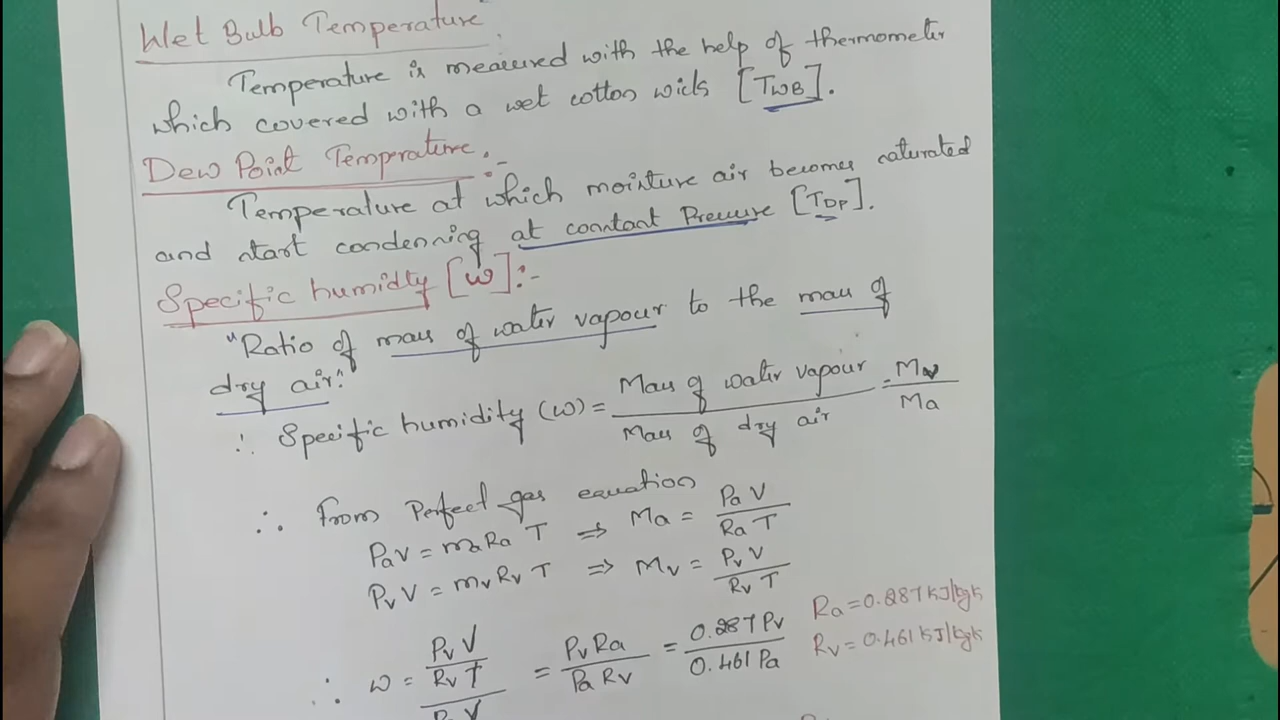 Wet Bulb Temperature
Temperature is measured with the help of thermometer
which covered with a wet cotton wick [TWB].
Dew Point Temperature :-
Temperature at which moisture air becomes saturated
and start condensing at constant Pressure [TDP].
Specific humidty [ω] :-
"Ratio of mass of water vapour to the mass of
dry air."
∴ Specific humidity (ω) = Mass of water vapour / Mass of dry air = Mv / Ma
∴ From Perfect gas equation
PaV = maRa T ⇒ Ma = PaV / RaT
PvV = mvRv T ⇒ Mv = PvV / RvT
Ra = 0.287 kJ/kgK
Rv = 0.461 kJ/kgK
∴ ω = PvV / RvT = PvRa / PaRv = 0.287 Pv / 0.461 Pa